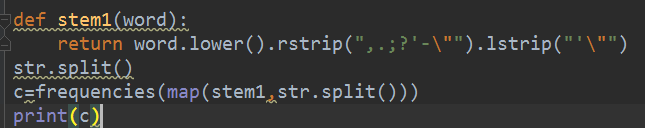 def stem1(word):
    return word.lower().rstrip(",.;?'-\"").lstrip("'\"")
str.split()
c=frequencies(map(stem1,str.split()))
print(c)